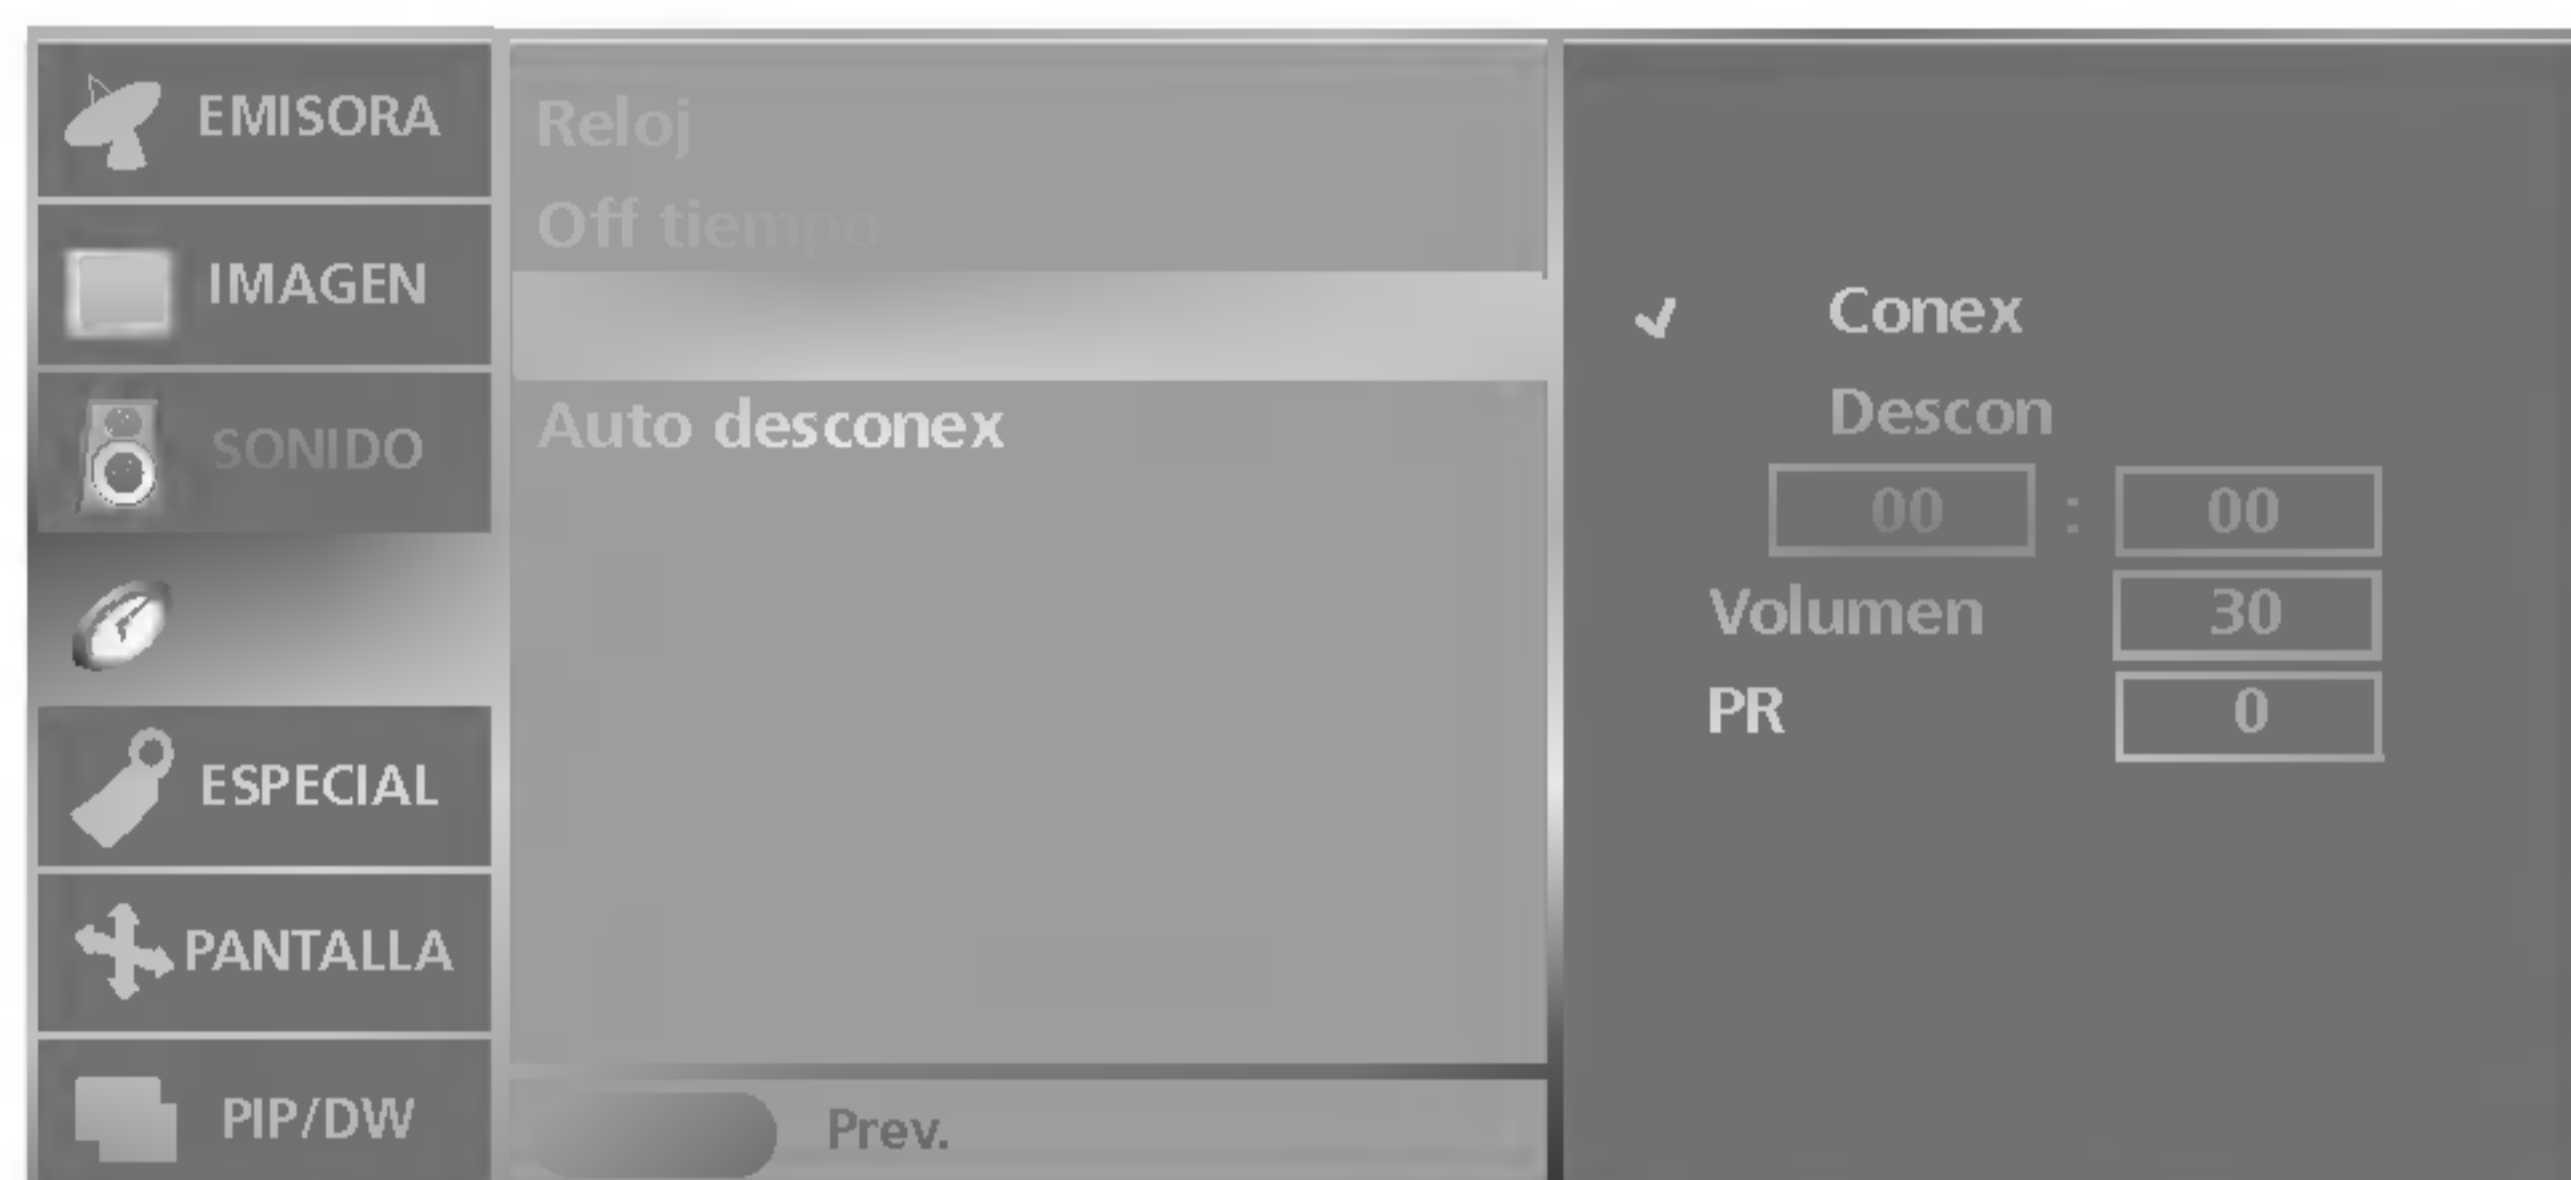 EMISORA
IMAGEN
SONIDO
ESPECIAL
PANTALLA
PIP/DW
Reloj
Off tiempo
Auto desconex
Prev.
Conex
Descon
00 : 00
Volumen 30
PR 0